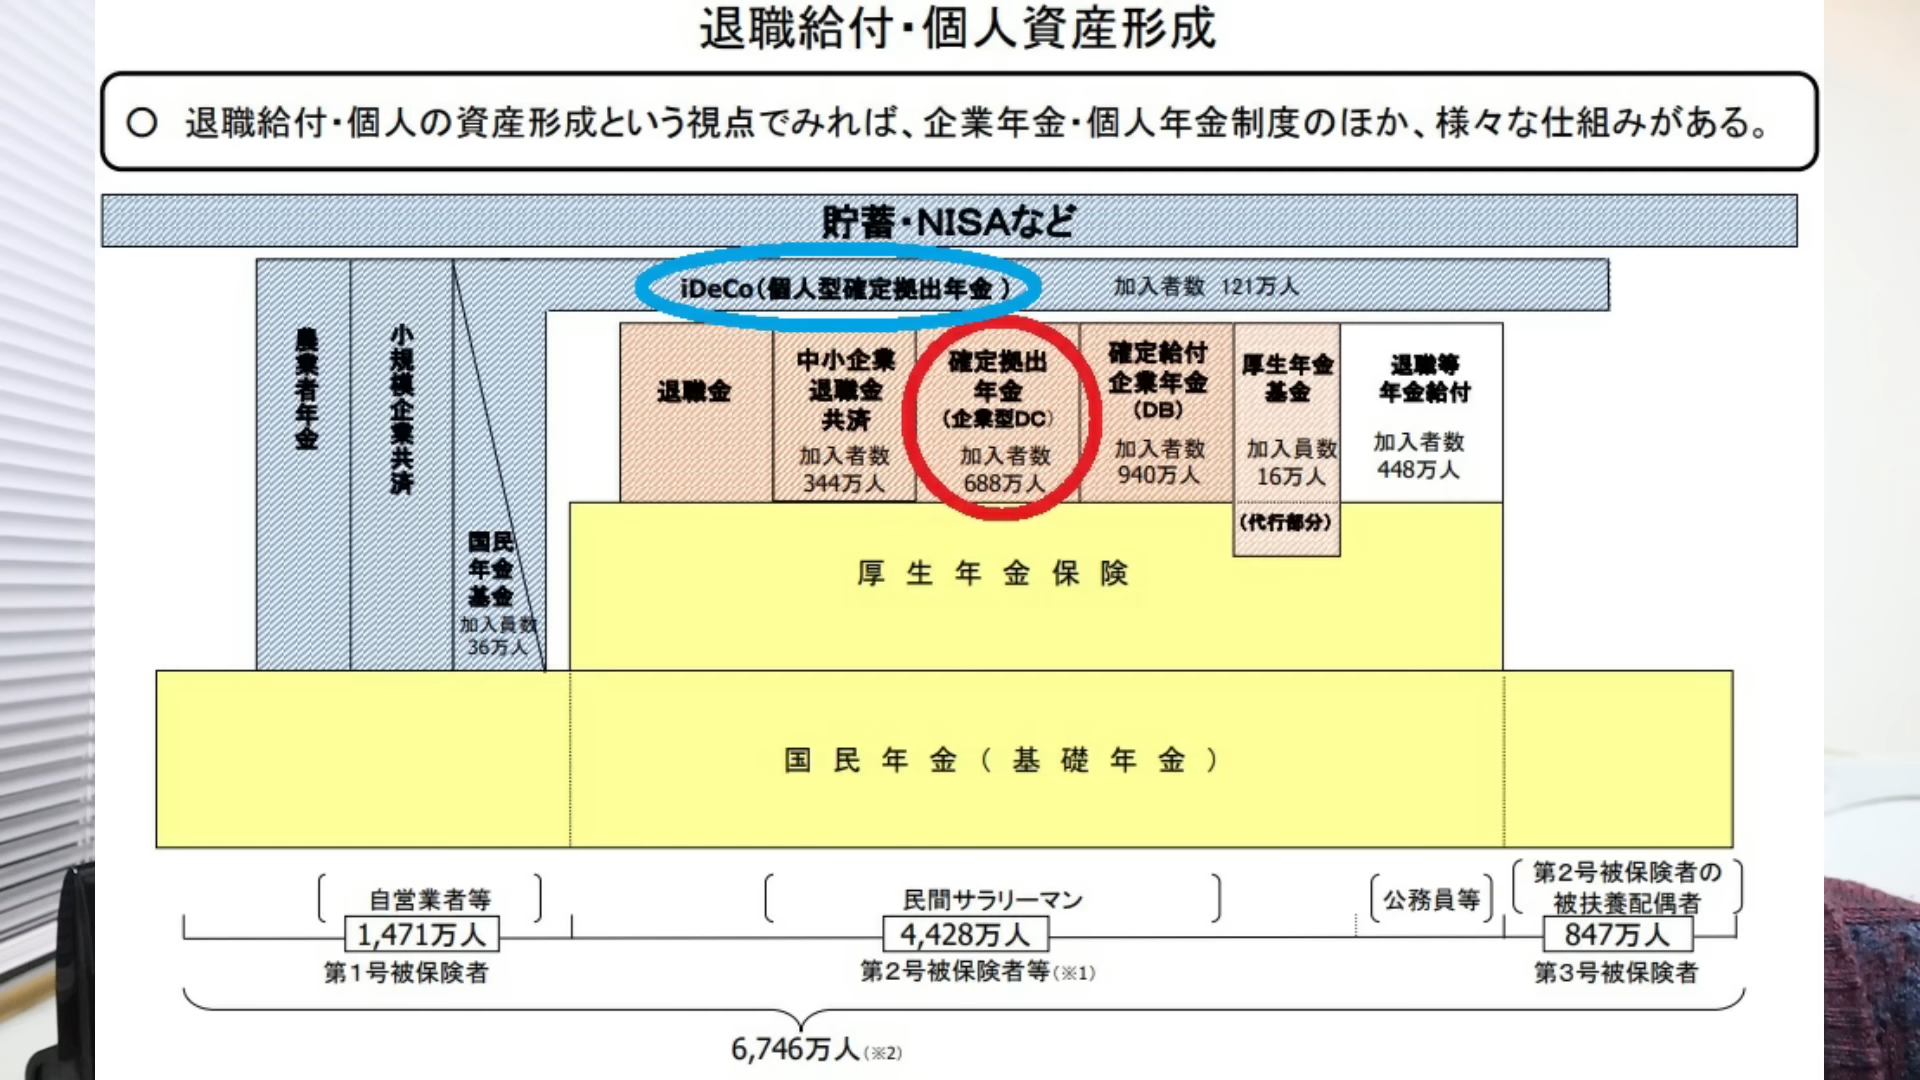 退職給付・個人資産形成
○ 退職給付・個人の資産形成という視点でみれば、企業年金・個人年金制度のほか、様々な仕組みがある。
貯蓄・NISAなど
iDeCo(個人型確定拠出年金) 加入者数 121万人
農業者年金
小規模企業共済
国民
年金
基金
加入員数
36万人
退職金
中小企業
退職金
共済
加入者数
344万人
確定拠出
年金
(企業型DC)
加入者数
688万人
確定給付
企業年金
(DB)
加入者数
940万人
厚生年金
基金
加入員数
16万人
(代行部分)
退職等
年金給付
加入者数
448万人
厚生年金保険
国民年金(基礎年金)
自営業者等
1,471万人
第1号被保険者
民間サラリーマン
4,428万人
第2号被保険者等(※1)
公務員等
第2号被保険者の
被扶養配偶者
847万人
第3号被保険者
6,746万人(※2)